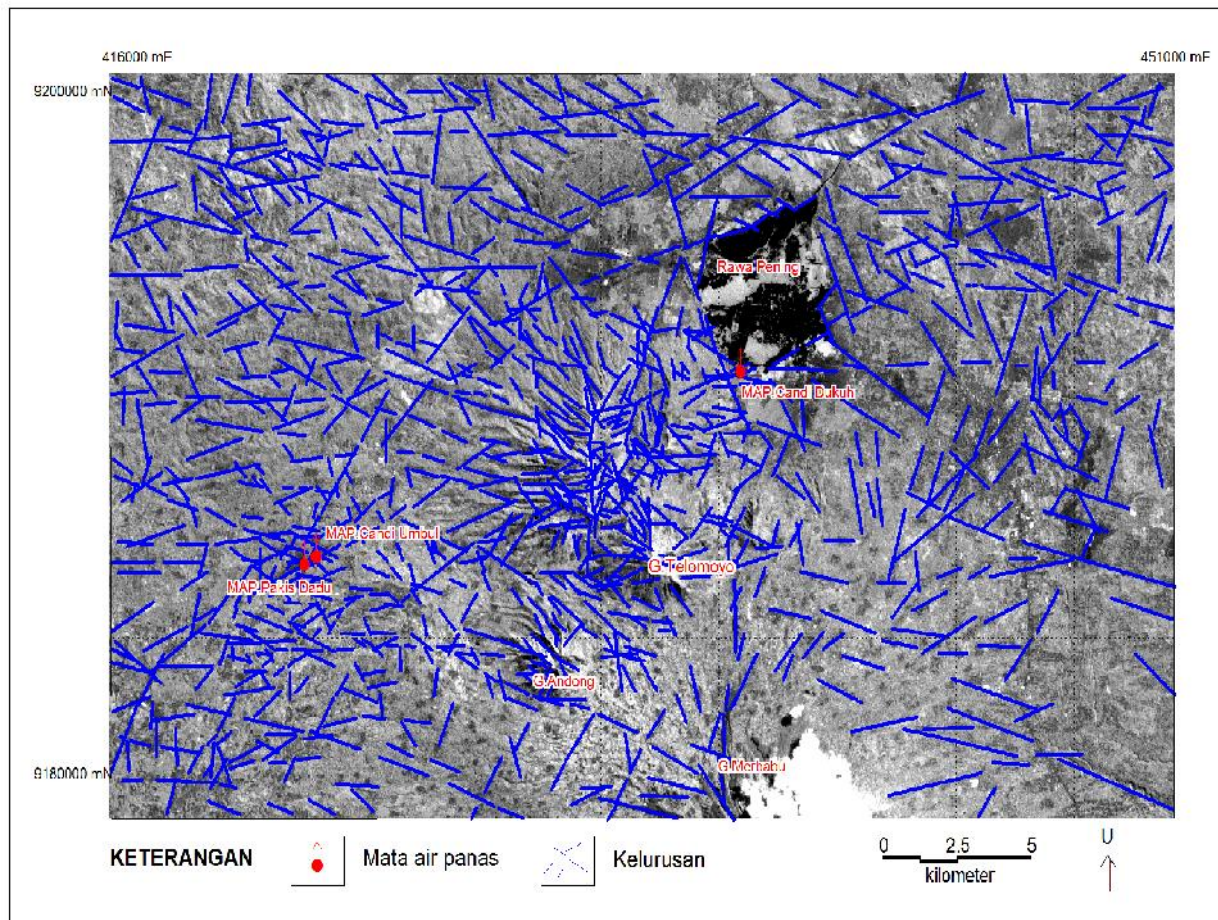 416000 mE
451000 mE
9200000 mN
Rawa Pening
MAP.Candi Dukuh
MAP.Candi Umbul
G.Telomoyo
MAP.Pakis Dadu
G.Andong
G.Merbabu
9180000 mN
KETERANGAN
Mata air panas
Kelurusan
0 2.5 5
kilometer
U